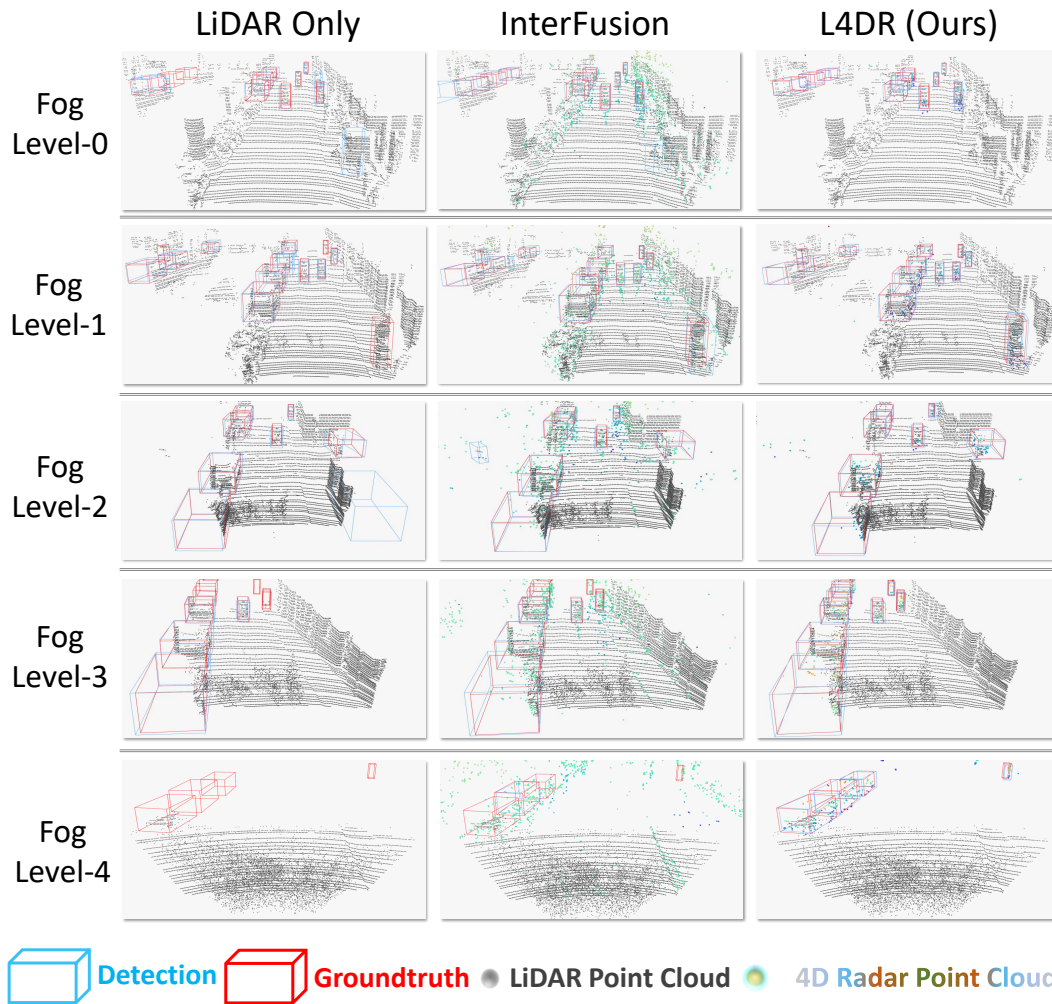 LiDAR Only InterFusion L4DR (Ours)
Fog
Level-0
Fog
Level-1
Fog
Level-2
Fog
Level-3
Fog
Level-4
Detection Groundtruth LiDAR Point Cloud 4D Radar Point Cloud